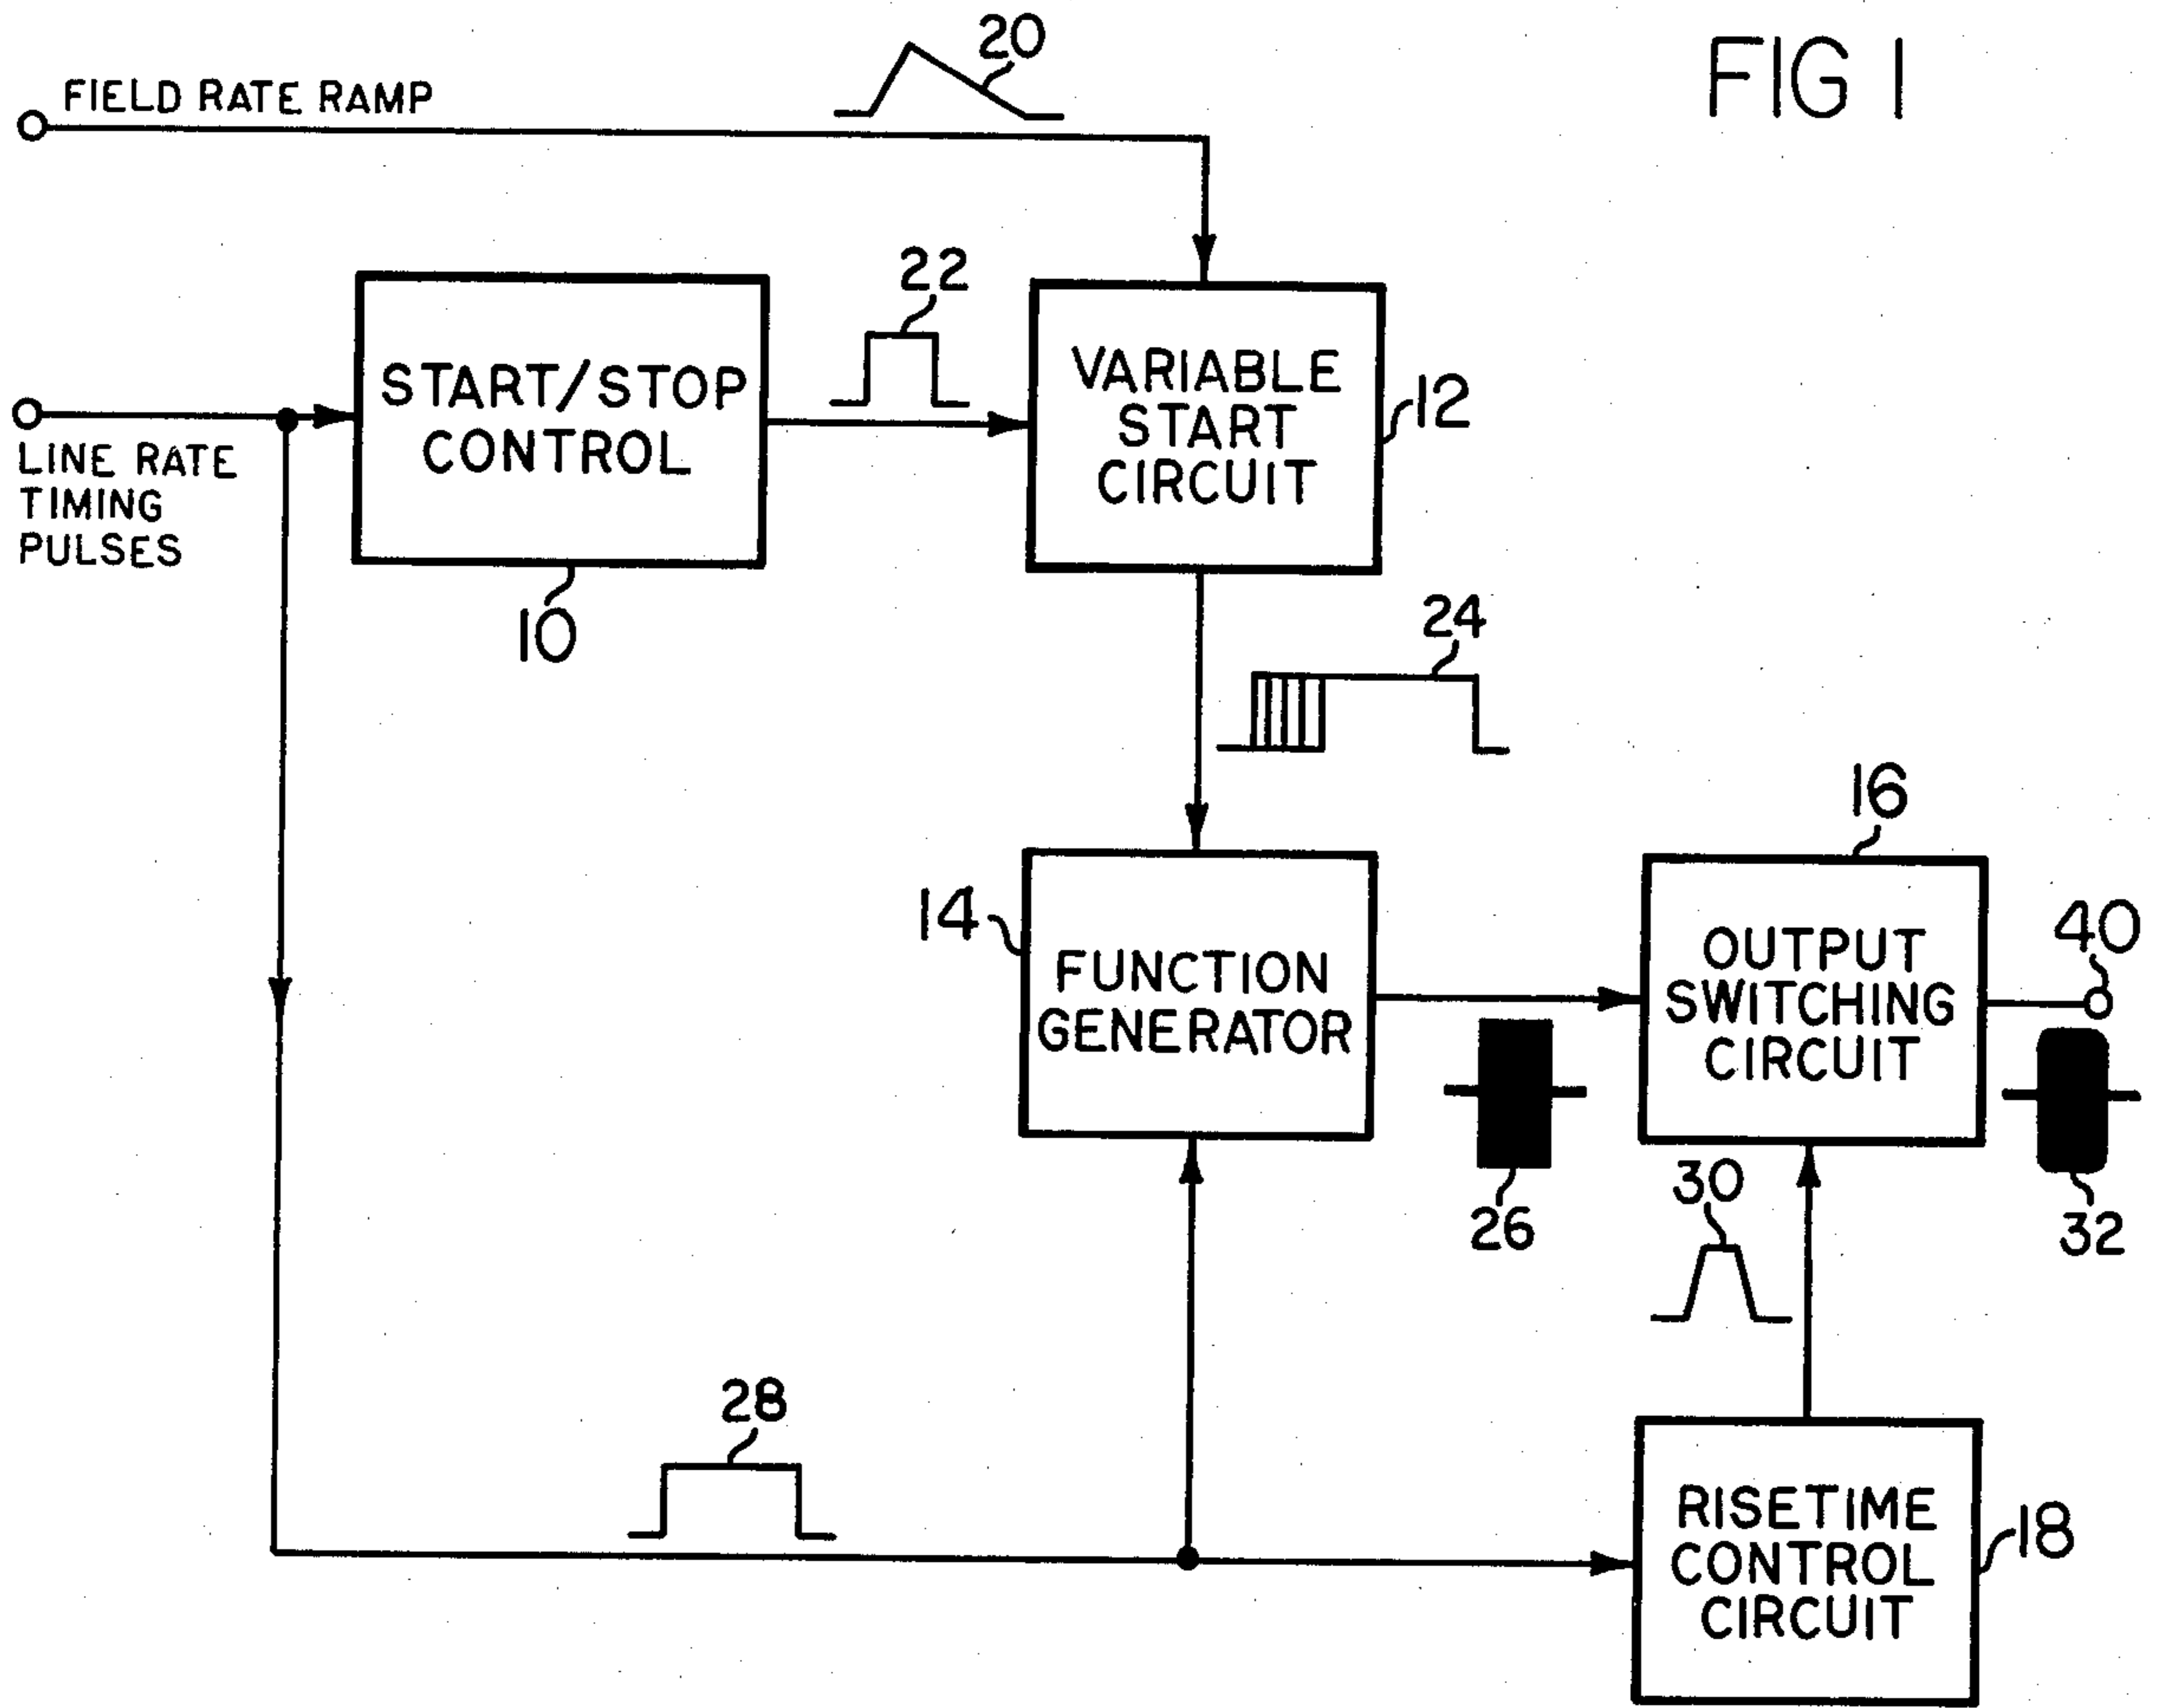 FIG 1
20
FIELD RATE RAMP
22
START/STOP
CONTROL
10
VARIABLE
START
CIRCUIT
12
LINE RATE
TIMING
PULSES
24
14
FUNCTION
GENERATOR
16
OUTPUT
SWITCHING
CIRCUIT
40
26
30
32
28
RISETIME
CONTROL
CIRCUIT
18